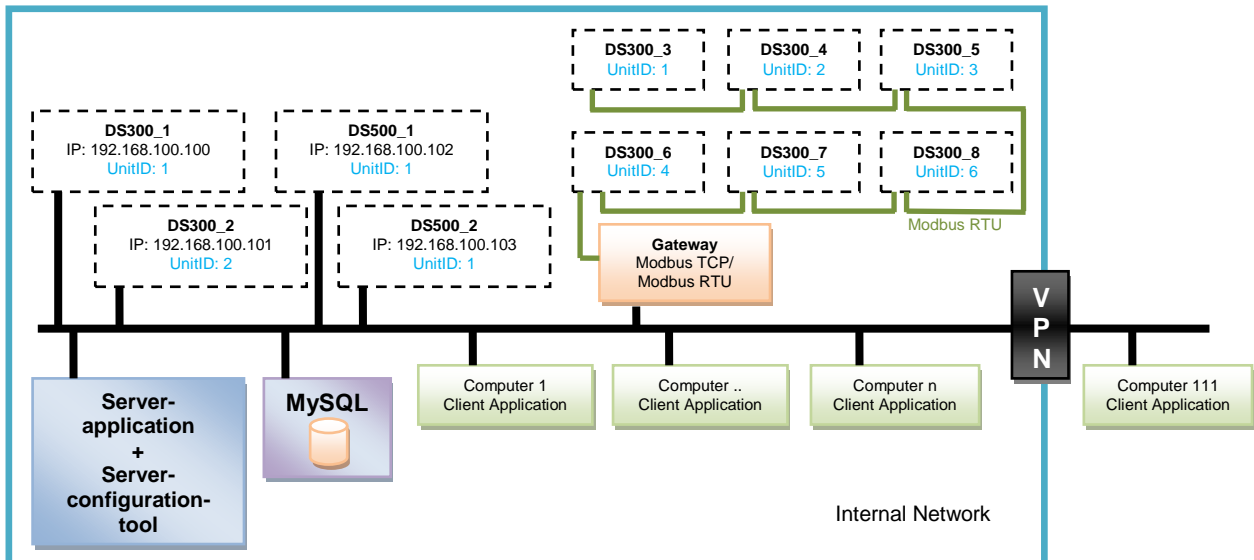 DS300_3
UnitID: 1
DS300_4
UnitID: 2
DS300_5
UnitID: 3
DS300_1
IP: 192.168.100.100
UnitID: 1
DS500_1
IP: 192.168.100.102
UnitID: 1
DS300_6
UnitID: 4
DS300_7
UnitID: 5
DS300_8
UnitID: 6
Modbus RTU
DS300_2
IP: 192.168.100.101
UnitID: 2
DS500_2
IP: 192.168.100.103
UnitID: 1
Gateway
Modbus TCP/
Modbus RTU
V
P
N
Server-
application
+
Server-
configuration-
tool
MySQL
Computer 1
Client Application
Computer ..
Client Application
Computer n
Client Application
Computer 111
Client Application
Internal Network